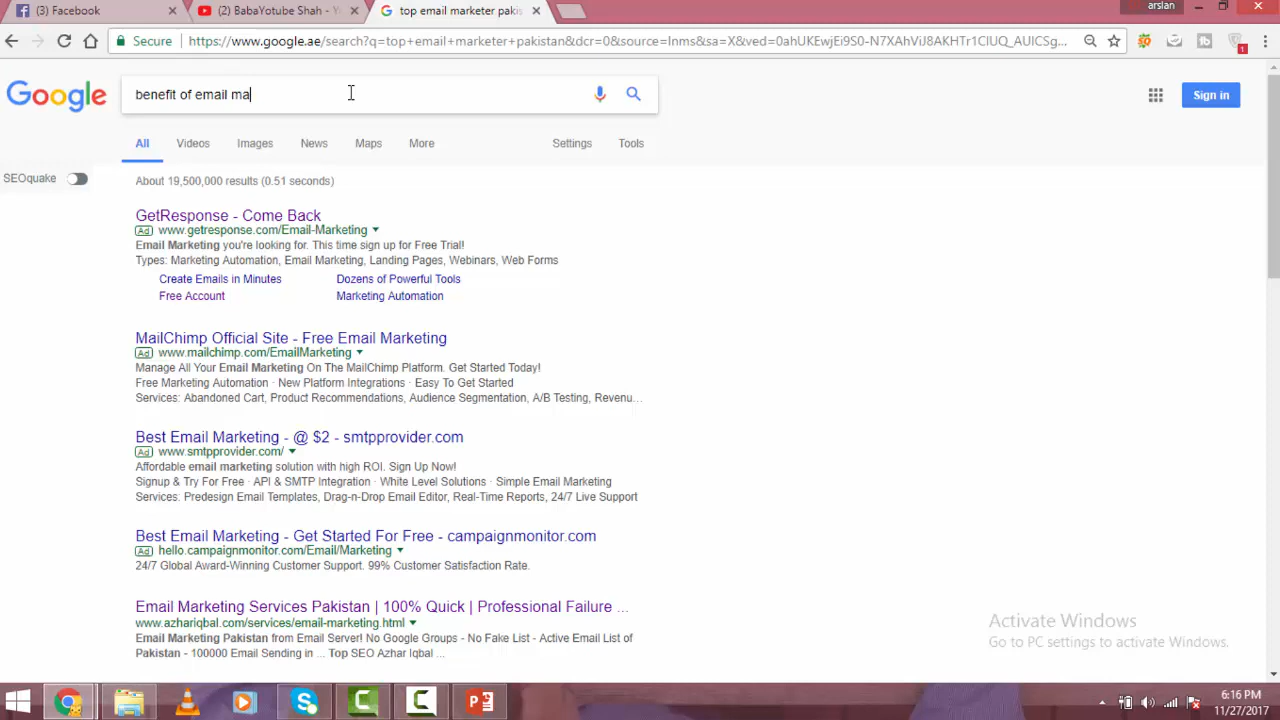 (3) Facebook
(2) BabaYotube Shah - Y
top email marketer paki
arslan
Secure
https://www.google.ae/search?q=top+email+marketer+pakistan&dcr=0&source=lnms&sa=X&ved=0ahUKEwjEi9S0-N7XAhViJ8AKHTr1CIUQ_AUICSg...
Google
benefit of email ma
Sign in
All Videos Images News Maps More Settings Tools
SEOquake
About 19,500,000 results (0.51 seconds)
GetResponse - Come Back
Ad www.getresponse.com/Email-Marketing
Email Marketing you're looking for. This time sign up for Free Trial!
Types: Marketing Automation, Email Marketing, Landing Pages, Webinars, Web Forms
Create Emails in Minutes Dozens of Powerful Tools
Free Account Marketing Automation
MailChimp Official Site - Free Email Marketing
Ad www.mailchimp.com/EmailMarketing
Manage All Your Email Marketing On The MailChimp Platform. Get Started Today!
Free Marketing Automation · New Platform Integrations · Easy To Get Started
Services: Abandoned Cart, Product Recommendations, Audience Segmentation, A/B Testing, Revenu...
Best Email Marketing - @ $2 - smtpprovider.com
Ad www.smtpprovider.com/
Affordable email marketing solution with high ROI. Sign Up Now!
Signup & Try For Free · API & SMTP Integration · White Level Solutions · Simple Email Marketing
Services: Predesign Email Templates, Drag-n-Drop Email Editor, Real-Time Reports, 24/7 Live Support
Best Email Marketing - Get Started For Free - campaignmonitor.com
Ad hello.campaignmonitor.com/Email/Marketing
24/7 Global Award-Winning Customer Support. 99% Customer Satisfaction Rate.
Email Marketing Services Pakistan | 100% Quick | Professional Failure ...
www.azhariqbal.com/services/email-marketing.html
Email Marketing Pakistan from Email Server! No Google Groups - No Fake List - Active Email List of
Pakistan - 100000 Email Sending in ... Top SEO Azhar Iqbal ...
Activate Windows
Go to PC settings to activate Windows.
6:16 PM
11/27/2017